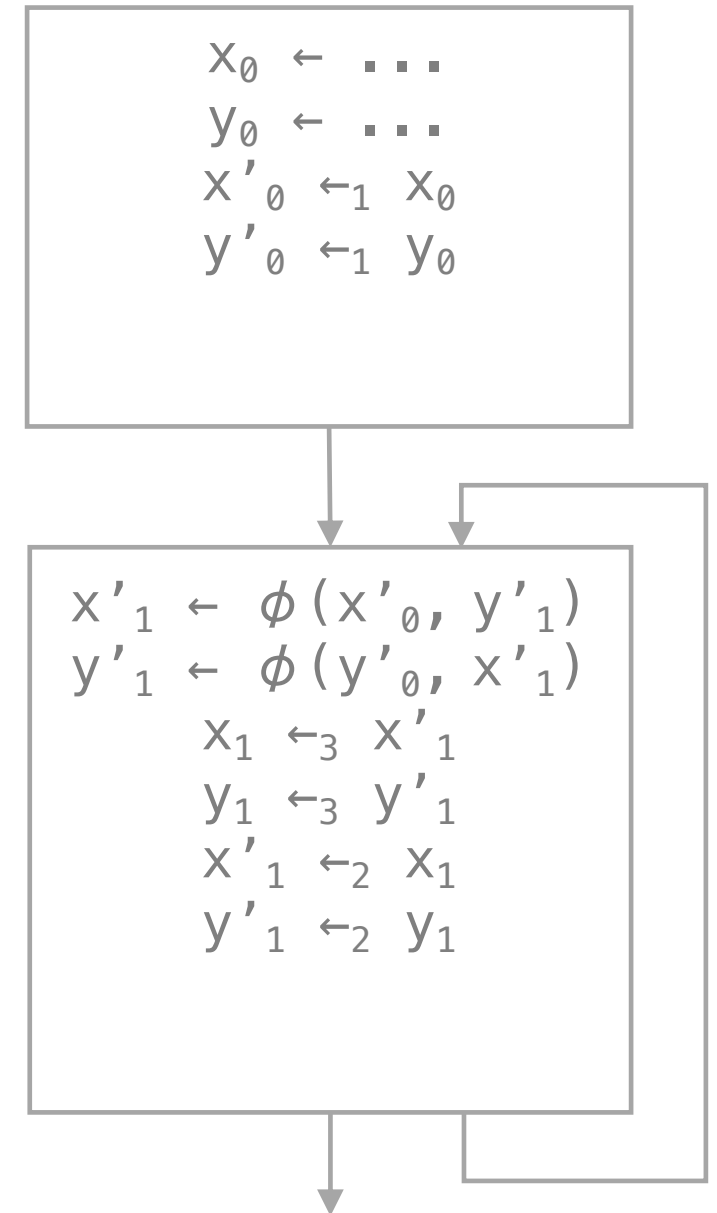 x₀ ← ...
y₀ ← ...
x’₀ ←₁ x₀
y’₀ ←₁ y₀
x’₁ ← ϕ(x’₀, y’₁)
y’₁ ← ϕ(y’₀, x’₁)
x₁ ←₃ x’₁
y₁ ←₃ y’₁
x’₁ ←₂ x₁
y’₁ ←₂ y₁